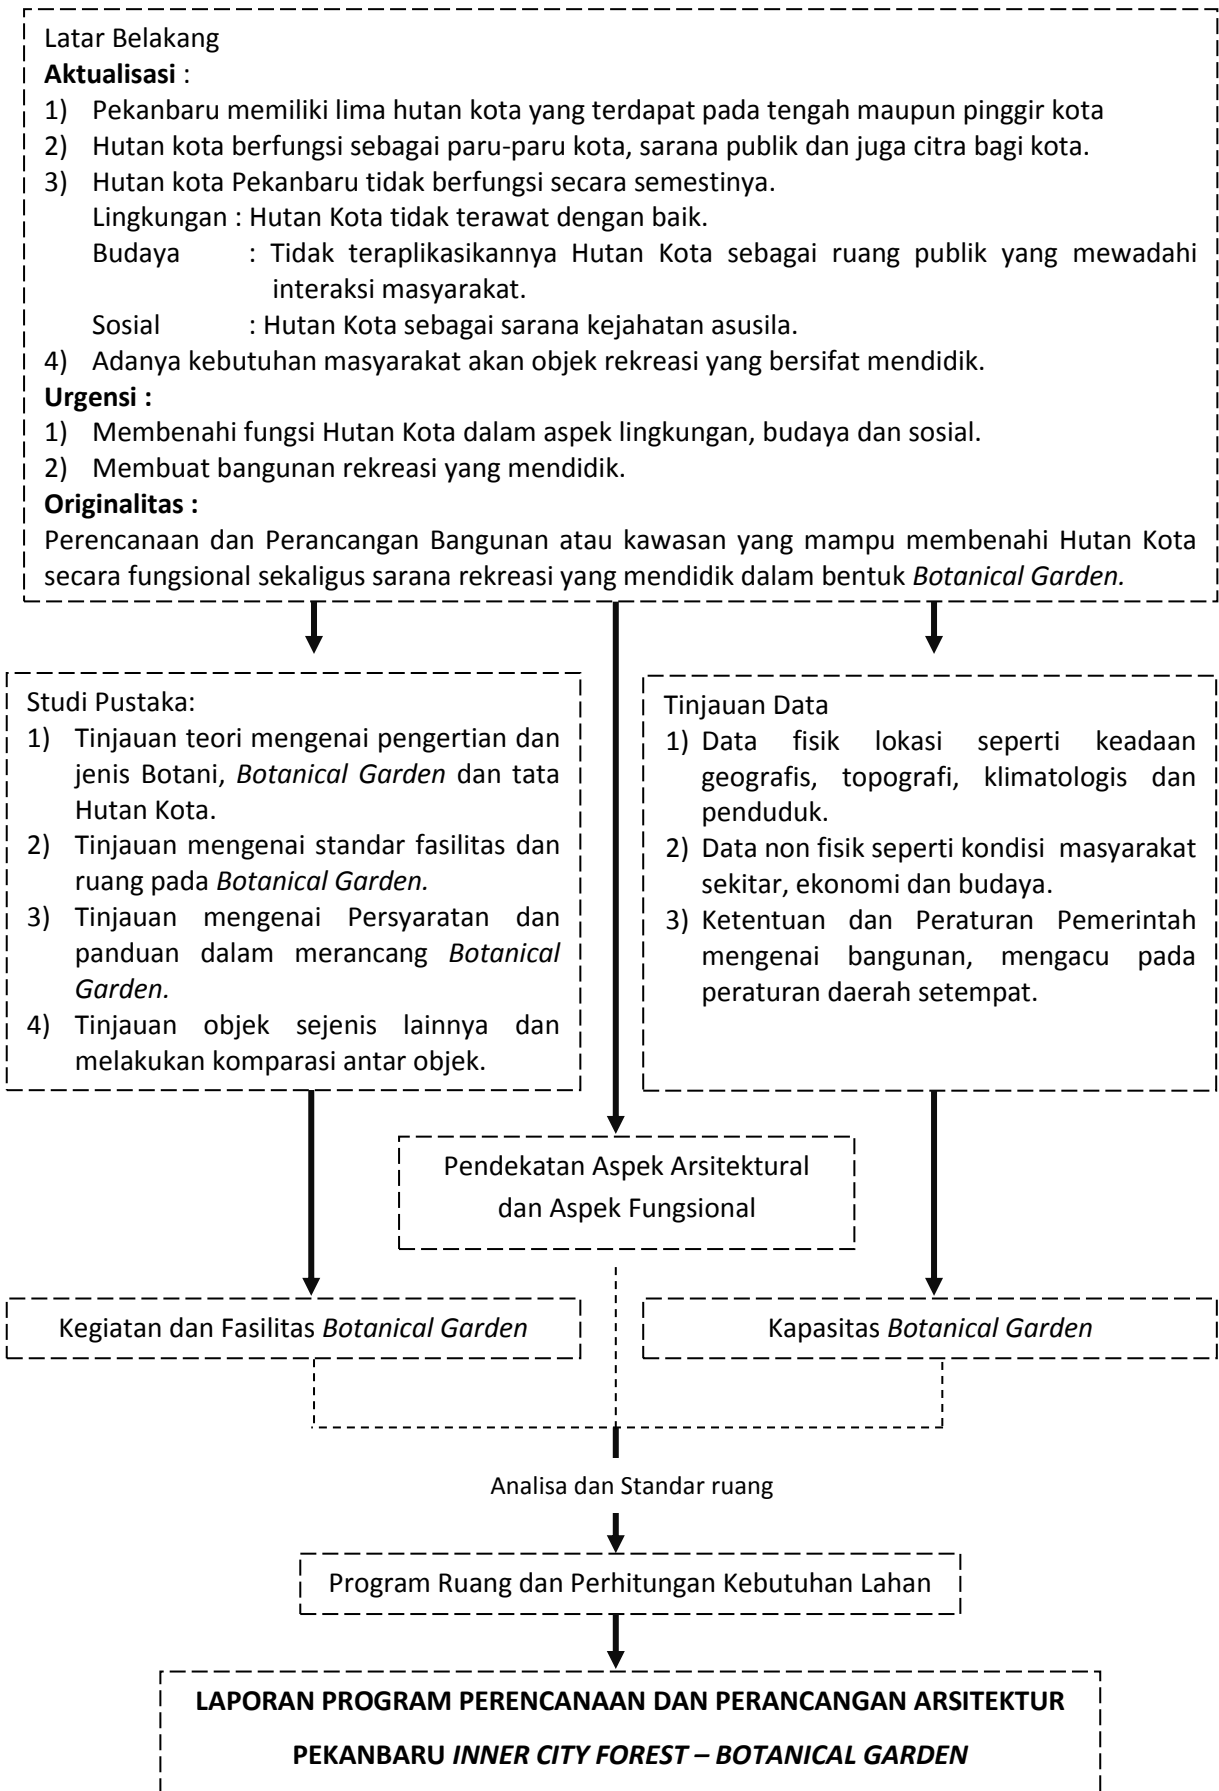 Latar Belakang
Aktualisasi :
1) Pekanbaru memiliki lima hutan kota yang terdapat pada tengah maupun pinggir kota
2) Hutan kota berfungsi sebagai paru-paru kota, sarana publik dan juga citra bagi kota.
3) Hutan kota Pekanbaru tidak berfungsi secara semestinya.
Lingkungan : Hutan Kota tidak terawat dengan baik.
Budaya : Tidak teraplikasikannya Hutan Kota sebagai ruang publik yang mewadahi
interaksi masyarakat.
Sosial : Hutan Kota sebagai sarana kejahatan asusila.
4) Adanya kebutuhan masyarakat akan objek rekreasi yang bersifat mendidik.
Urgensi :
1) Membenahi fungsi Hutan Kota dalam aspek lingkungan, budaya dan sosial.
2) Membuat bangunan rekreasi yang mendidik.
Originalitas :
Perencanaan dan Perancangan Bangunan atau kawasan yang mampu membenahi Hutan Kota
secara fungsional sekaligus sarana rekreasi yang mendidik dalam bentuk Botanical Garden.
Studi Pustaka:
1) Tinjauan teori mengenai pengertian dan
jenis Botani, Botanical Garden dan tata
Hutan Kota.
2) Tinjauan mengenai standar fasilitas dan
ruang pada Botanical Garden.
3) Tinjauan mengenai Persyaratan dan
panduan dalam merancang Botanical
Garden.
4) Tinjauan objek sejenis lainnya dan
melakukan komparasi antar objek.
Tinjauan Data
1) Data fisik lokasi seperti keadaan
geografis, topografi, klimatologis dan
penduduk.
2) Data non fisik seperti kondisi masyarakat
sekitar, ekonomi dan budaya.
3) Ketentuan dan Peraturan Pemerintah
mengenai bangunan, mengacu pada
peraturan daerah setempat.
Pendekatan Aspek Arsitektural
dan Aspek Fungsional
Kegiatan dan Fasilitas Botanical Garden
Kapasitas Botanical Garden
Analisa dan Standar ruang
Program Ruang dan Perhitungan Kebutuhan Lahan
LAPORAN PROGRAM PERENCANAAN DAN PERANCANGAN ARSITEKTUR
PEKANBARU INNER CITY FOREST – BOTANICAL GARDEN